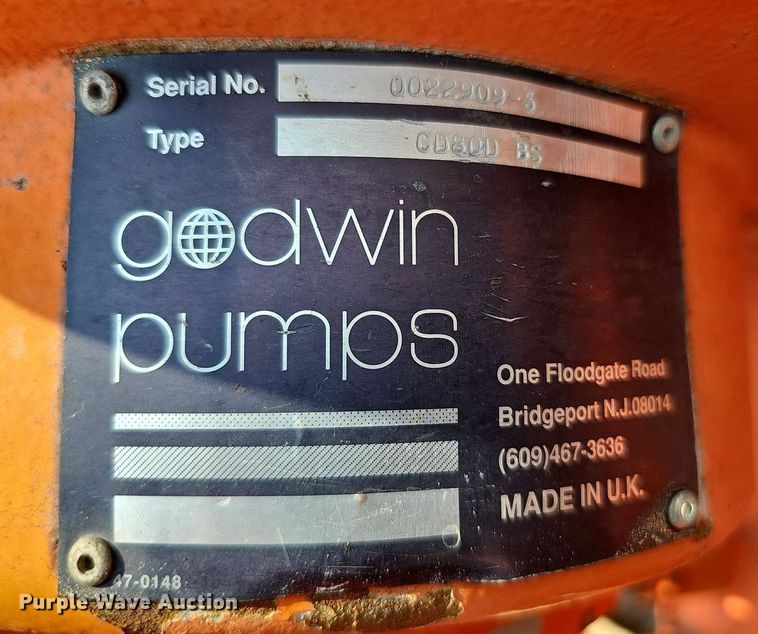 Serial No. 0022909-3
Type CD80D BS
godwin
pumps
One Floodgate Road
Bridgeport N.J.08014
(609)467-3636
MADE IN U.K.
47-0148
Purple Wave Auction